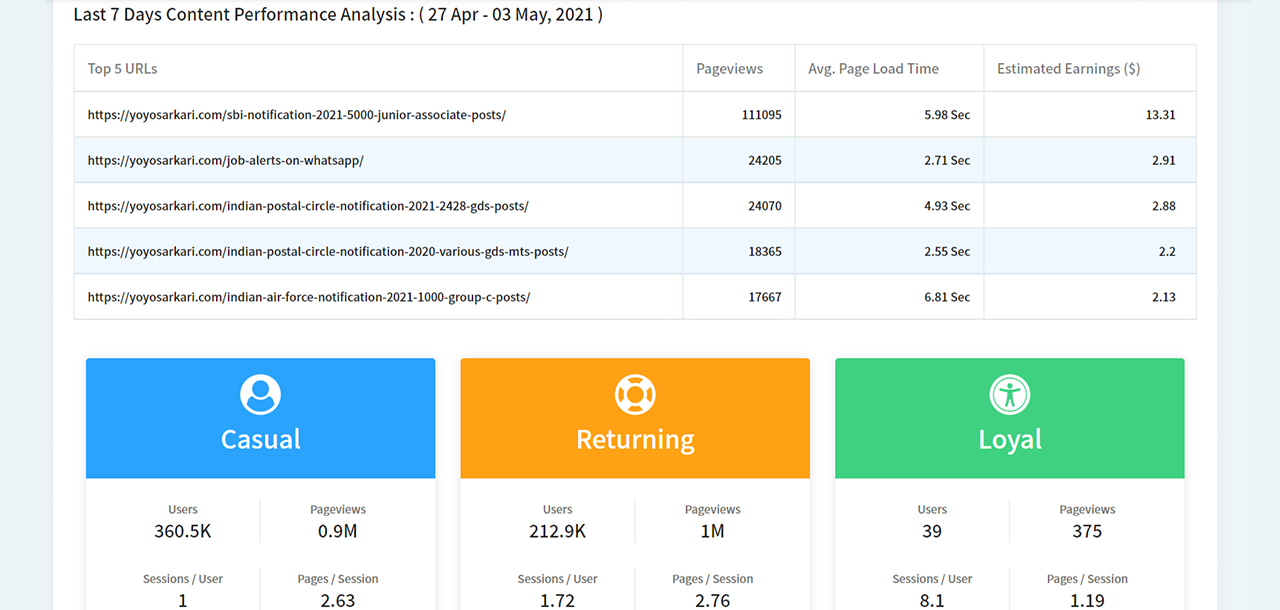 Last 7 Days Content Performance Analysis : ( 27 Apr - 03 May, 2021 )
Top 5 URLs Pageviews Avg. Page Load Time Estimated Earnings ($)
https://yoyosarkari.com/sbi-notification-2021-5000-junior-associate-posts/ 111095 5.98 Sec 13.31
https://yoyosarkari.com/job-alerts-on-whatsapp/ 24205 2.71 Sec 2.91
https://yoyosarkari.com/indian-postal-circle-notification-2021-2428-gds-posts/ 24070 4.93 Sec 2.88
https://yoyosarkari.com/indian-postal-circle-notification-2020-various-gds-mts-posts/ 18365 2.55 Sec 2.2
https://yoyosarkari.com/indian-air-force-notification-2021-1000-group-c-posts/ 17667 6.81 Sec 2.13
Casual Returning Loyal
Users Pageviews Users Pageviews Users Pageviews
360.5K 0.9M 212.9K 1M 39 375
Sessions / User Pages / Session Sessions / User Pages / Session Sessions / User Pages / Session
1 2.63 1.72 2.76 8.1 1.19